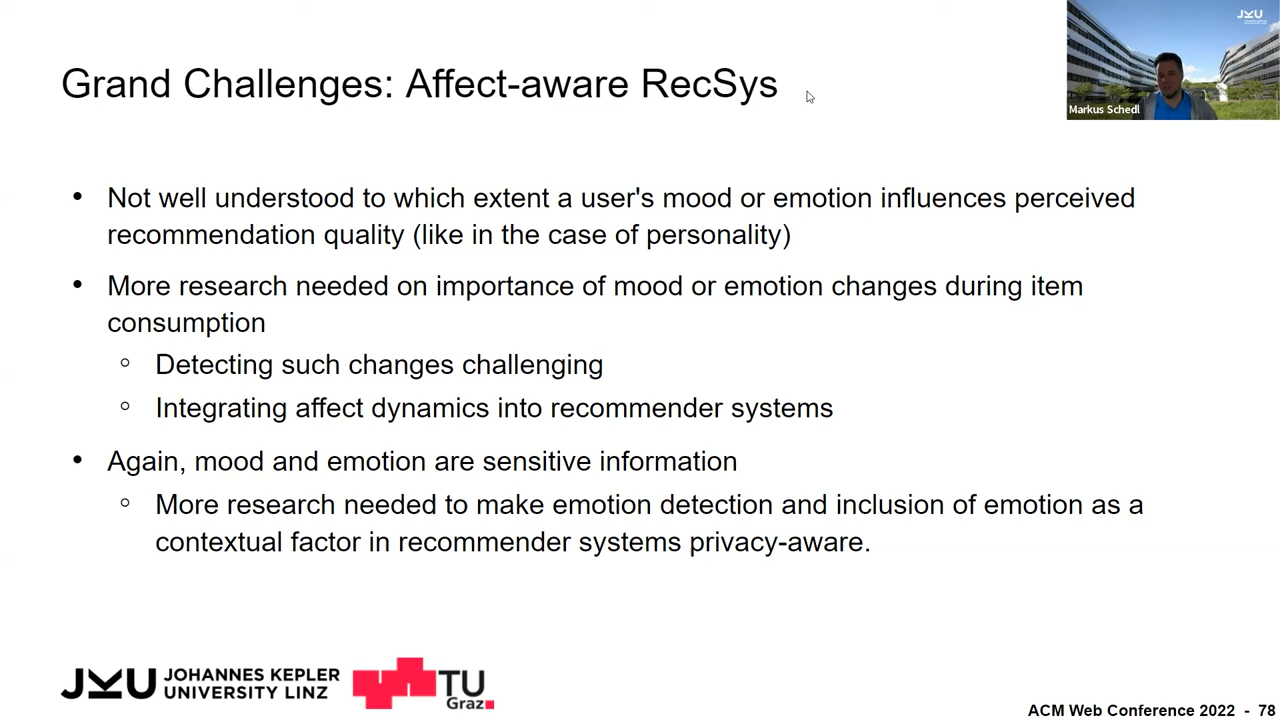 Grand Challenges: Affect-aware RecSys
JKU
Markus Schedl
• Not well understood to which extent a user's mood or emotion influences perceived
recommendation quality (like in the case of personality)
• More research needed on importance of mood or emotion changes during item
consumption
○ Detecting such changes challenging
○ Integrating affect dynamics into recommender systems
• Again, mood and emotion are sensitive information
○ More research needed to make emotion detection and inclusion of emotion as a
contextual factor in recommender systems privacy-aware.
JKU JOHANNES KEPLER
UNIVERSITY LINZ
TU
Graz
ACM Web Conference 2022 - 78